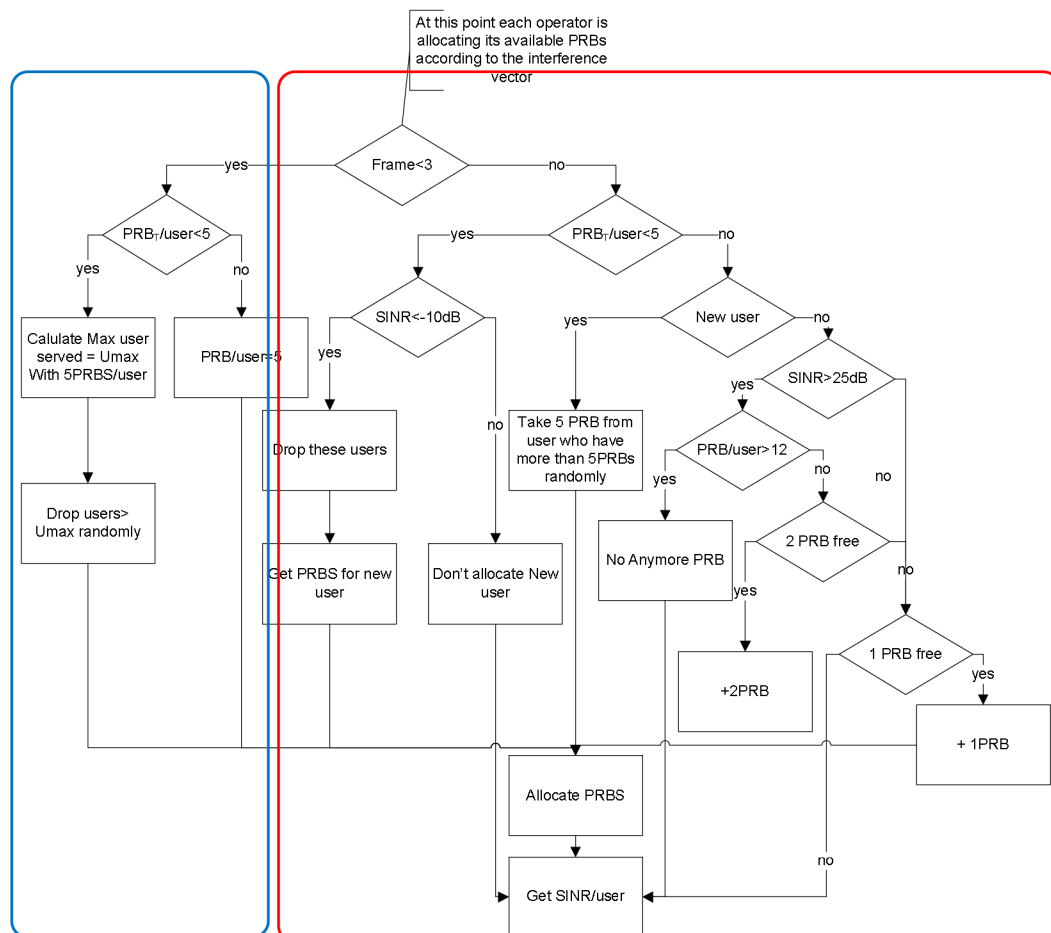 At this point each operator is
allocating its available PRBs
according to the interference
vector
Frame<3
yes
no
PRBT/user<5
PRBT/user<5
yes
no
yes
no
Calulate Max user
served = Umax
With 5PRBS/user
PRB/user=5
SINR<-10dB
New user
yes
no
yes
no
SINR>25dB
Drop these users
Take 5 PRB from
user who have
more than 5PRBs
randomly
yes
no
PRB/user>12
yes
no
no
Drop users>
Umax randomly
Get PRBS for new
user
Don't allocate New
user
No Anymore PRB
2 PRB free
yes
no
1 PRB free
yes
no
+2PRB
+ 1PRB
Allocate PRBS
Get SINR/user